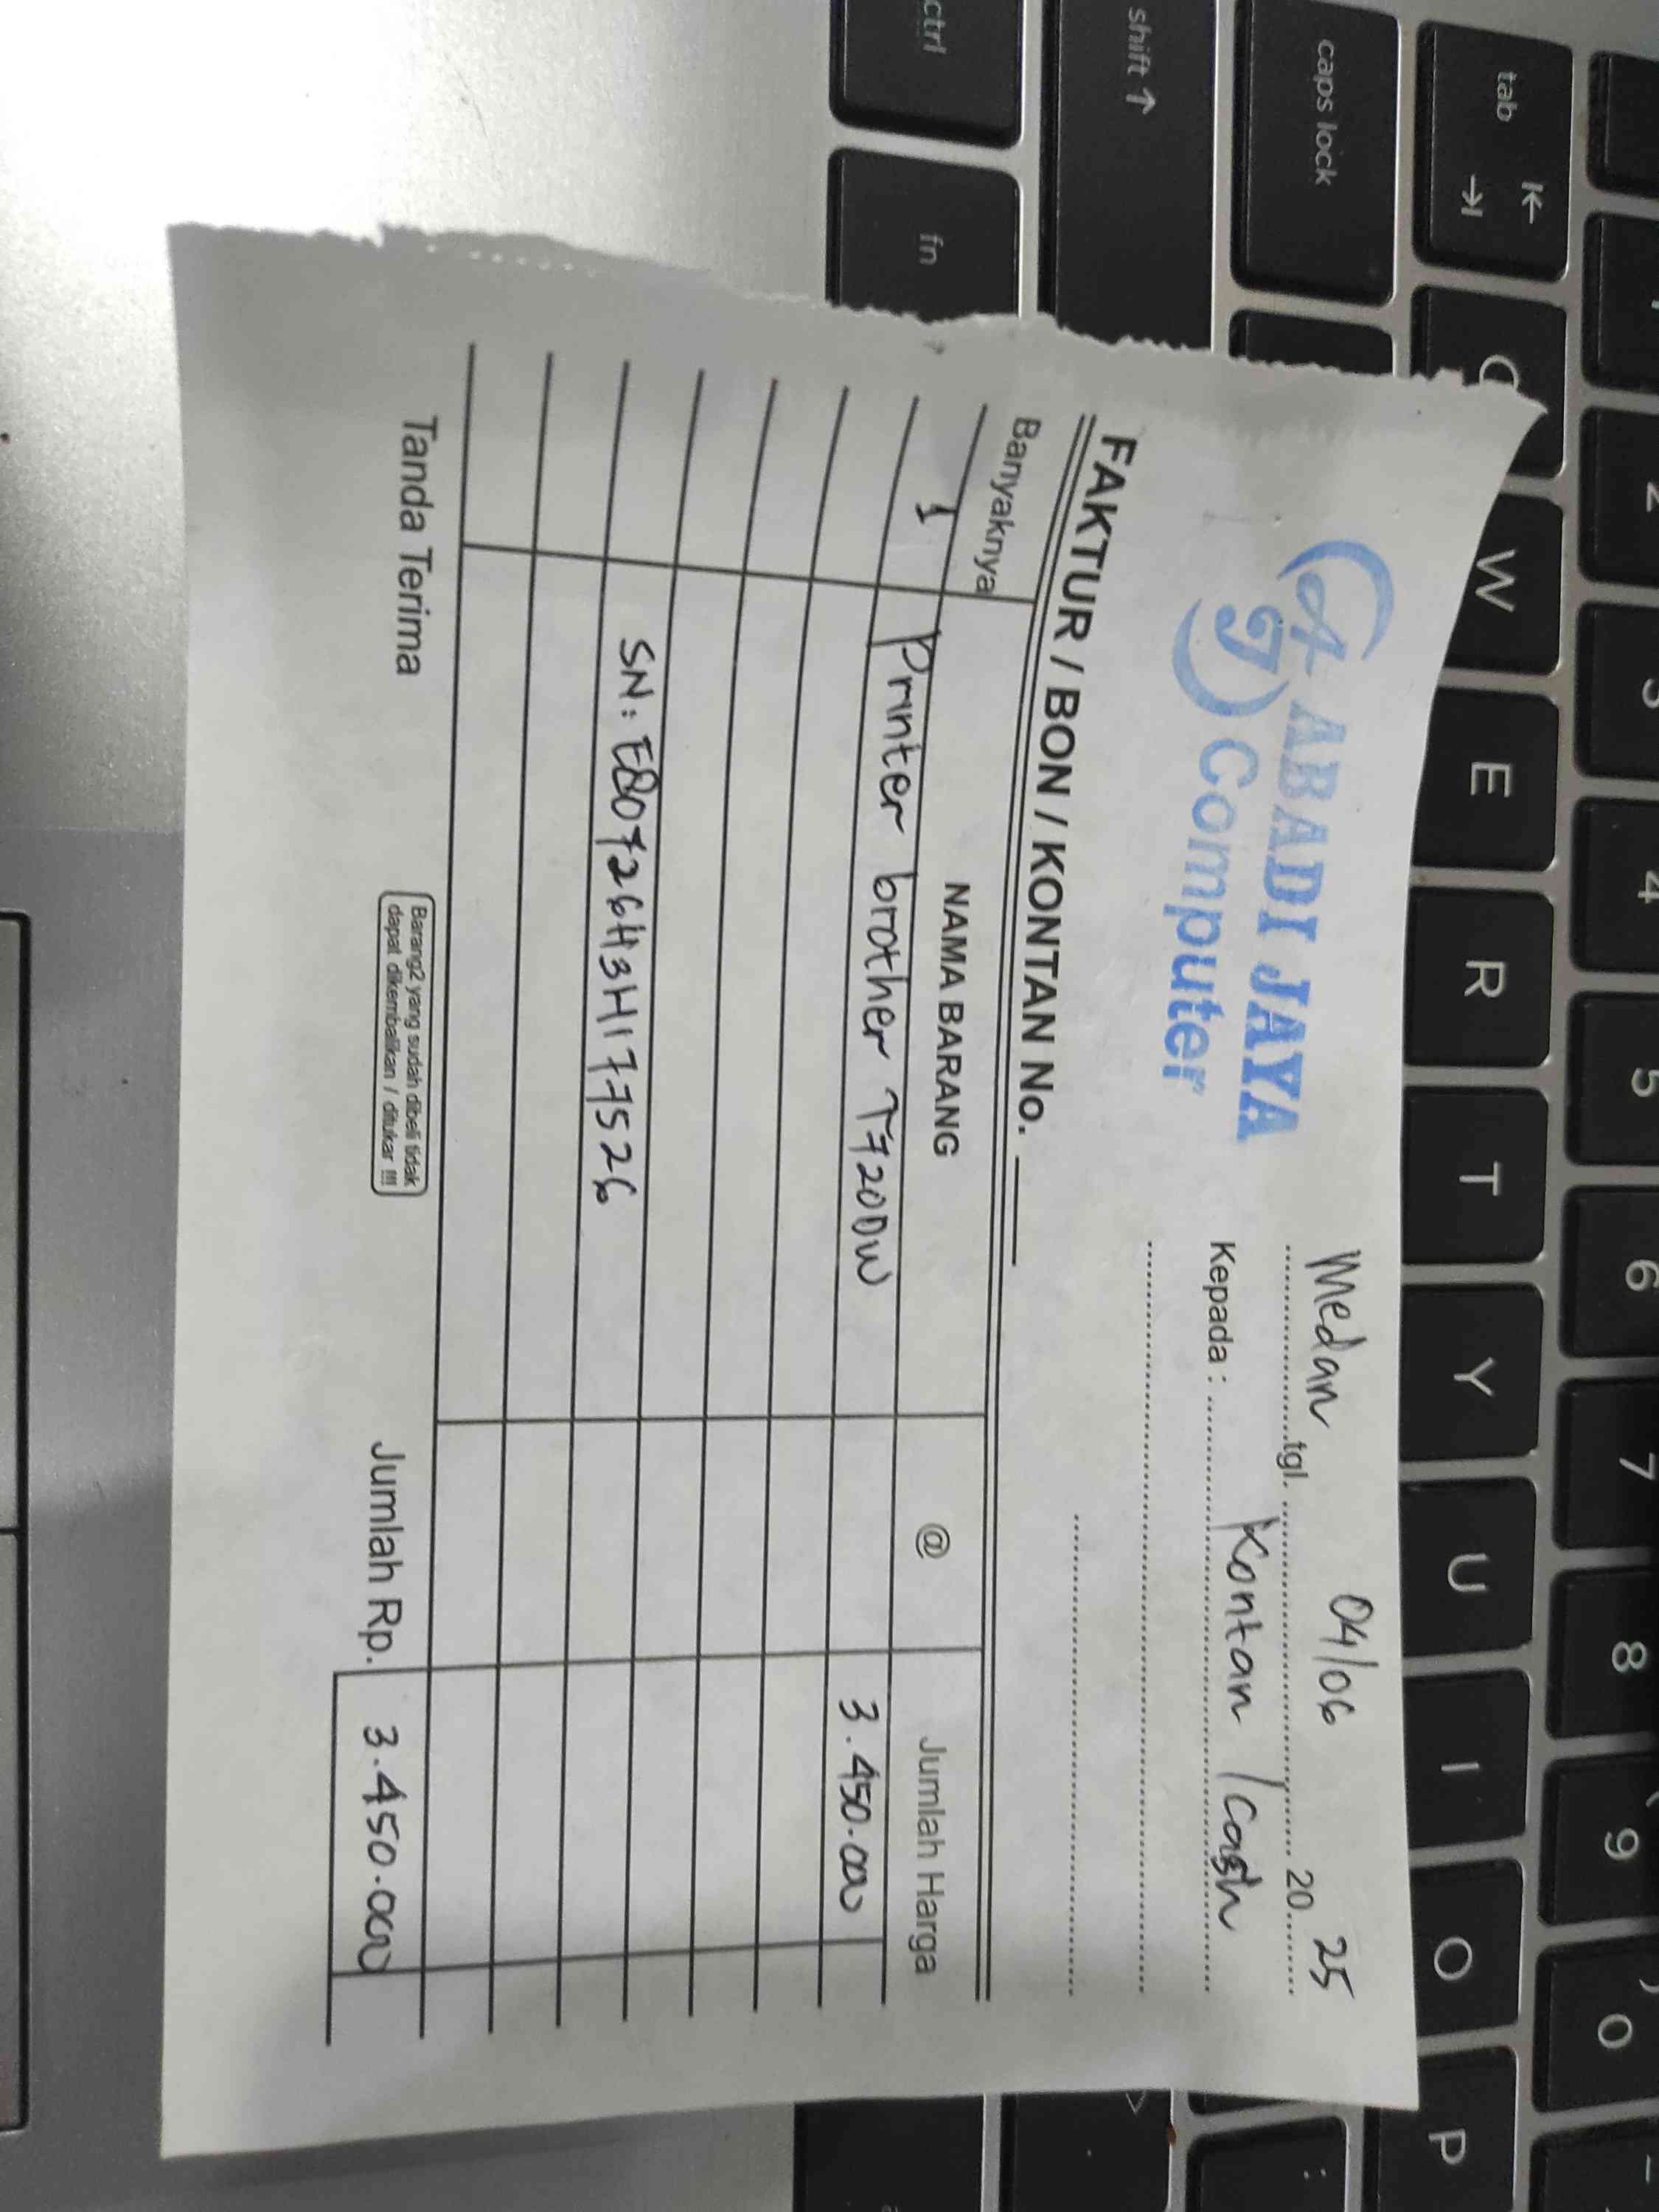 AJ ABADI JAYA
Computer
Medan tgl. 04/06 2025
Kepada : Kontan / Cash
FAKTUR / BON / KONTAN No.
Banyaknya NAMA BARANG @ Jumlah Harga
1 Printer brother T720DW 3.450.000
SN: E80726H3H177526
Tanda Terima
Barang2 yang sudah dibeli tidak
dapat dikembalikan / ditukar !!!
Jumlah Rp. 3.450.000
ctrl
fn
shift
caps lock
tab
W
E
R
T
Y
U
I
O
P
2
3
4
5
6
7
8
9
0